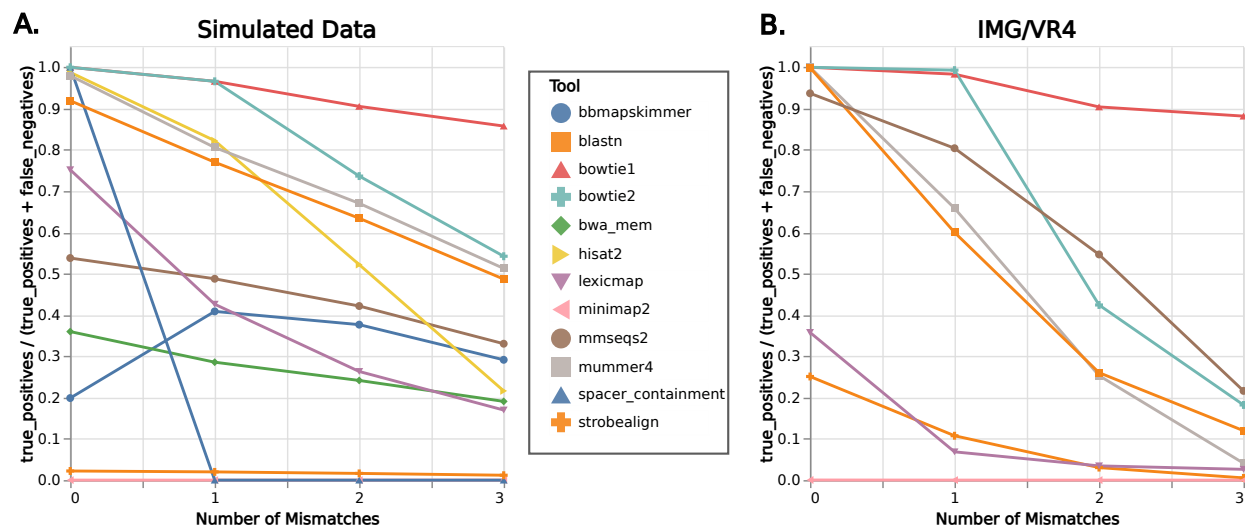 A.
Simulated Data
true_positives / (true_positives + false_negatives)
1.0
0.9
0.8
0.7
0.6
0.5
0.4
0.3
0.2
0.1
0.0
0 1 2 3
Number of Mismatches
Tool
bbmapskimmer
blastn
bowtie1
bowtie2
bwa_mem
hisat2
lexicmap
minimap2
mmseqs2
mummer4
spacer_containment
strobealign
B.
IMG/VR4
true_positives / (true_positives + false_negatives)
1.0
0.9
0.8
0.7
0.6
0.5
0.4
0.3
0.2
0.1
0.0
0 1 2 3
Number of Mismatches